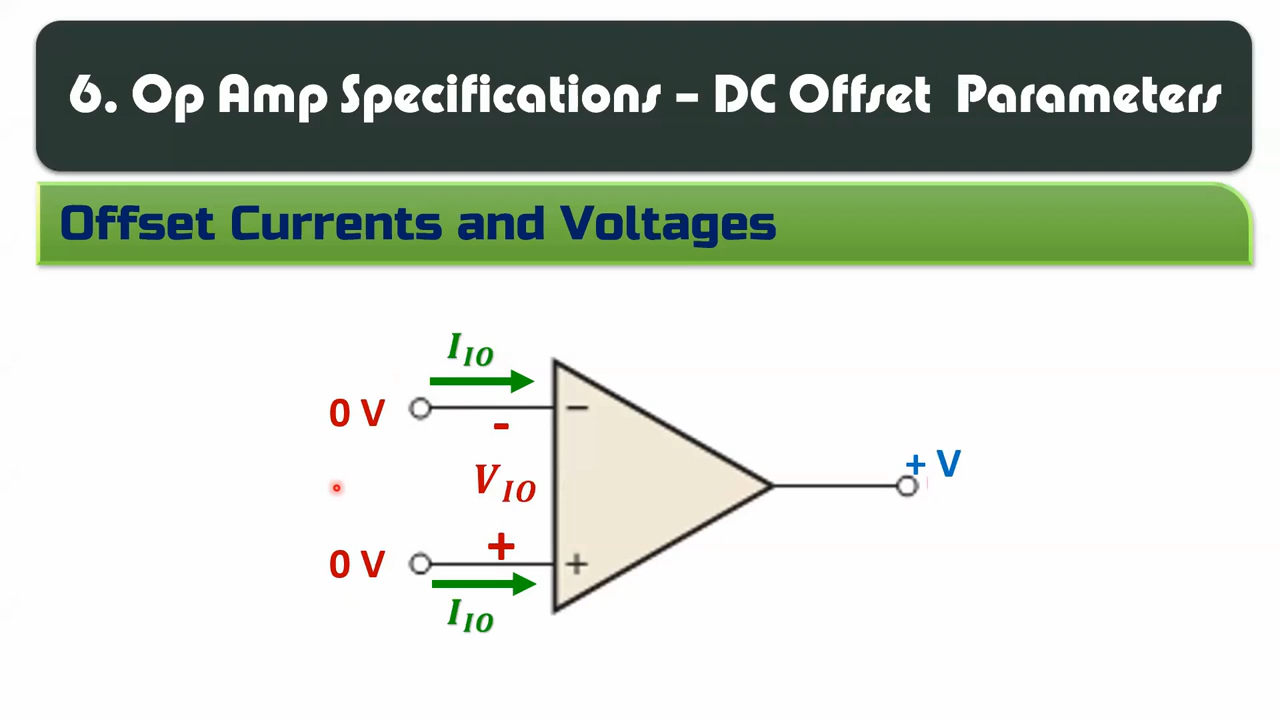 6. Op Amp Specifications – DC Offset Parameters
Offset Currents and Voltages
I_IO
0 V
-
−
V_IO
+ V
0 V
+
+
I_IO